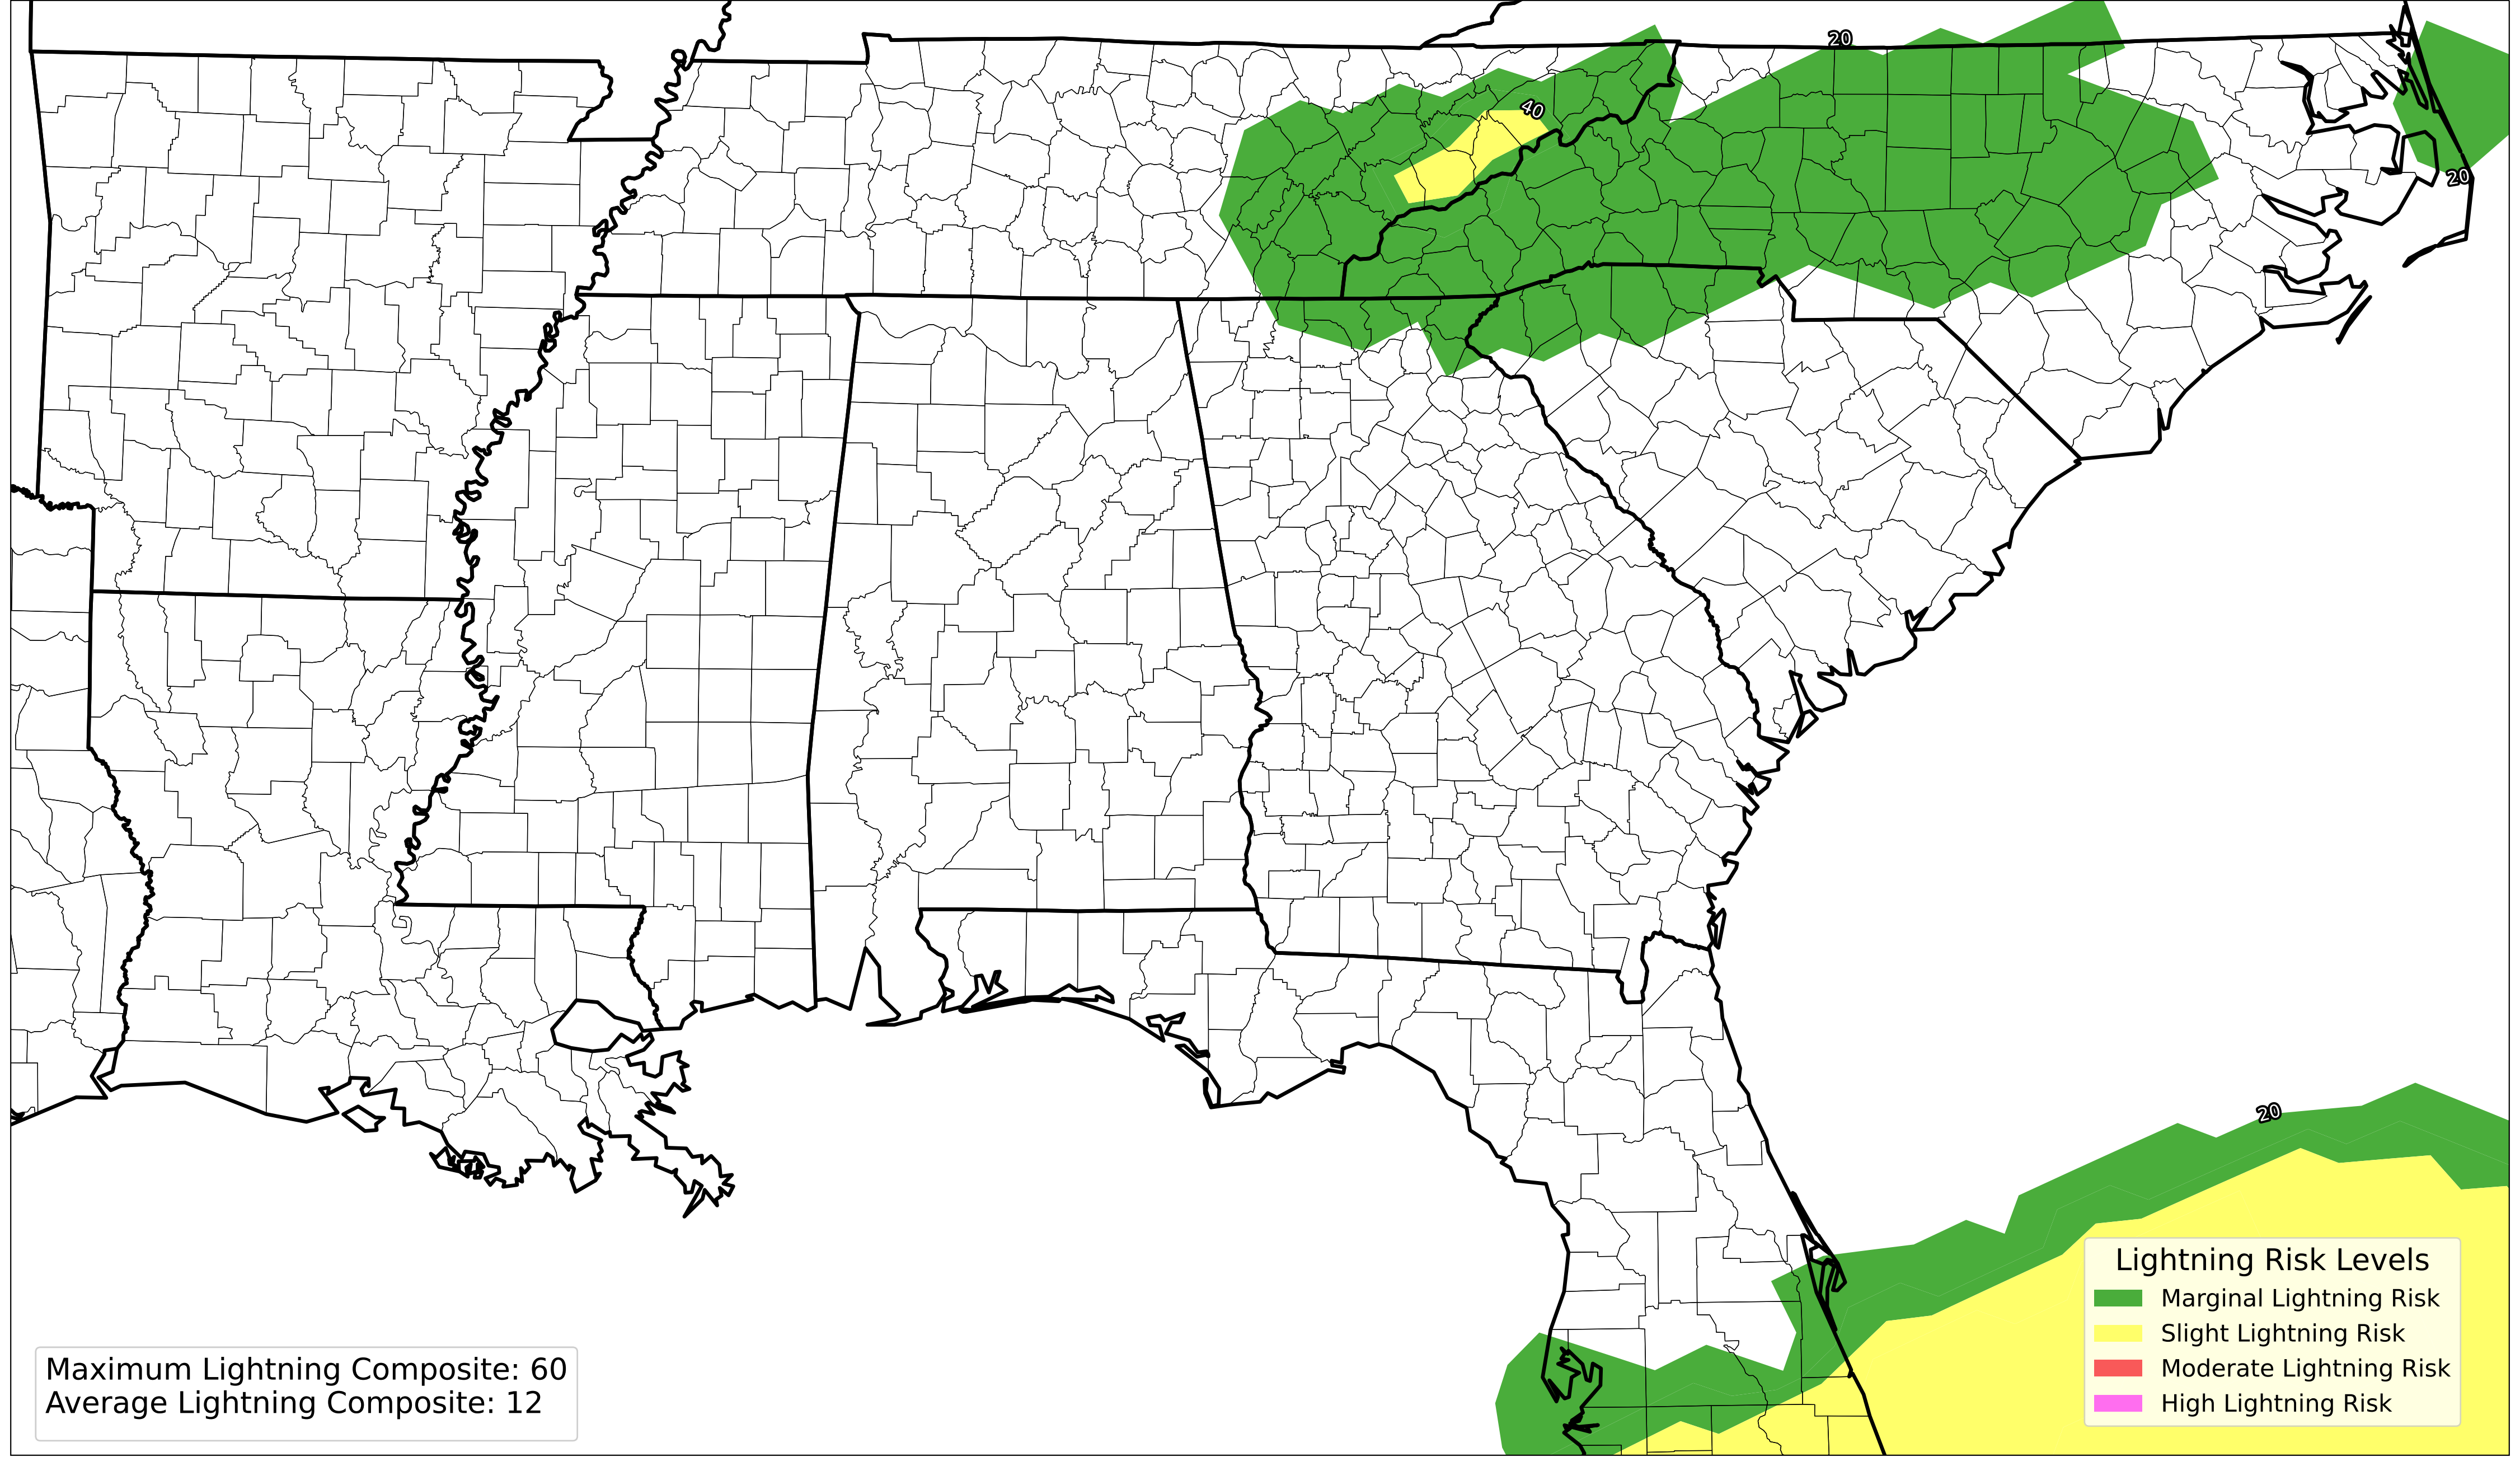 20
40
20
20
Lightning Risk Levels
Marginal Lightning Risk
Slight Lightning Risk
Moderate Lightning Risk
High Lightning Risk
Maximum Lightning Composite: 60
Average Lightning Composite: 12